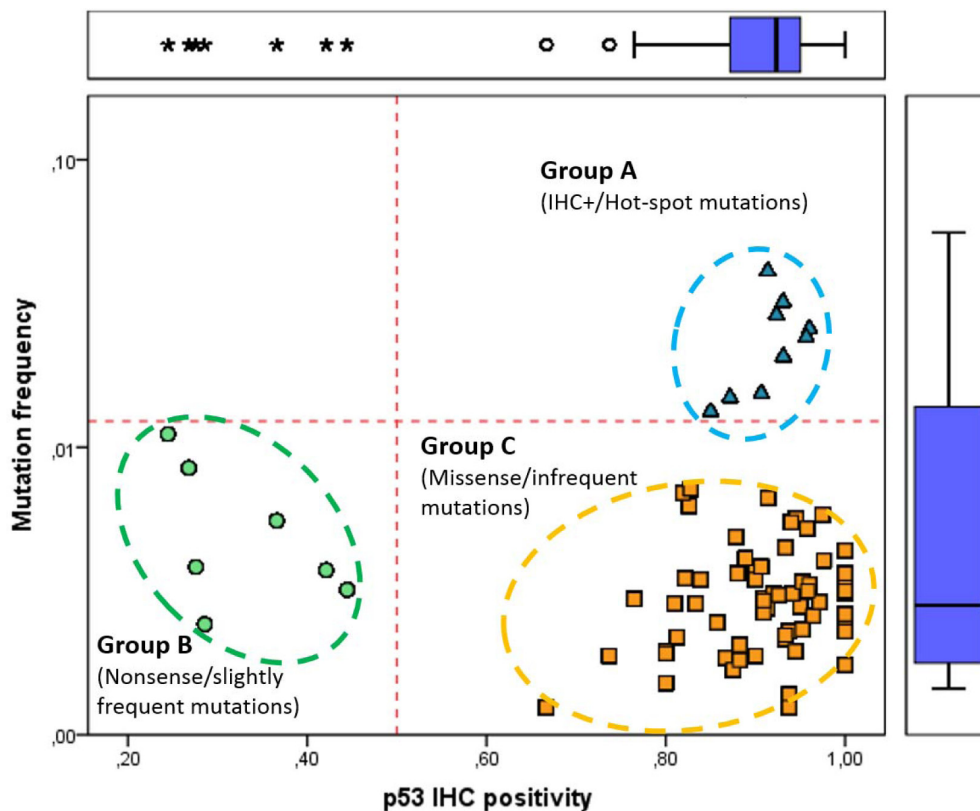 ,10
Group A
(IHC+/Hot-spot mutations)
Mutation frequency
,01
Group C
(Missense/infrequent
mutations)
Group B
(Nonsense/slightly
frequent mutations)
,00
,20
,40
,60
,80
1,00
p53 IHC positivity